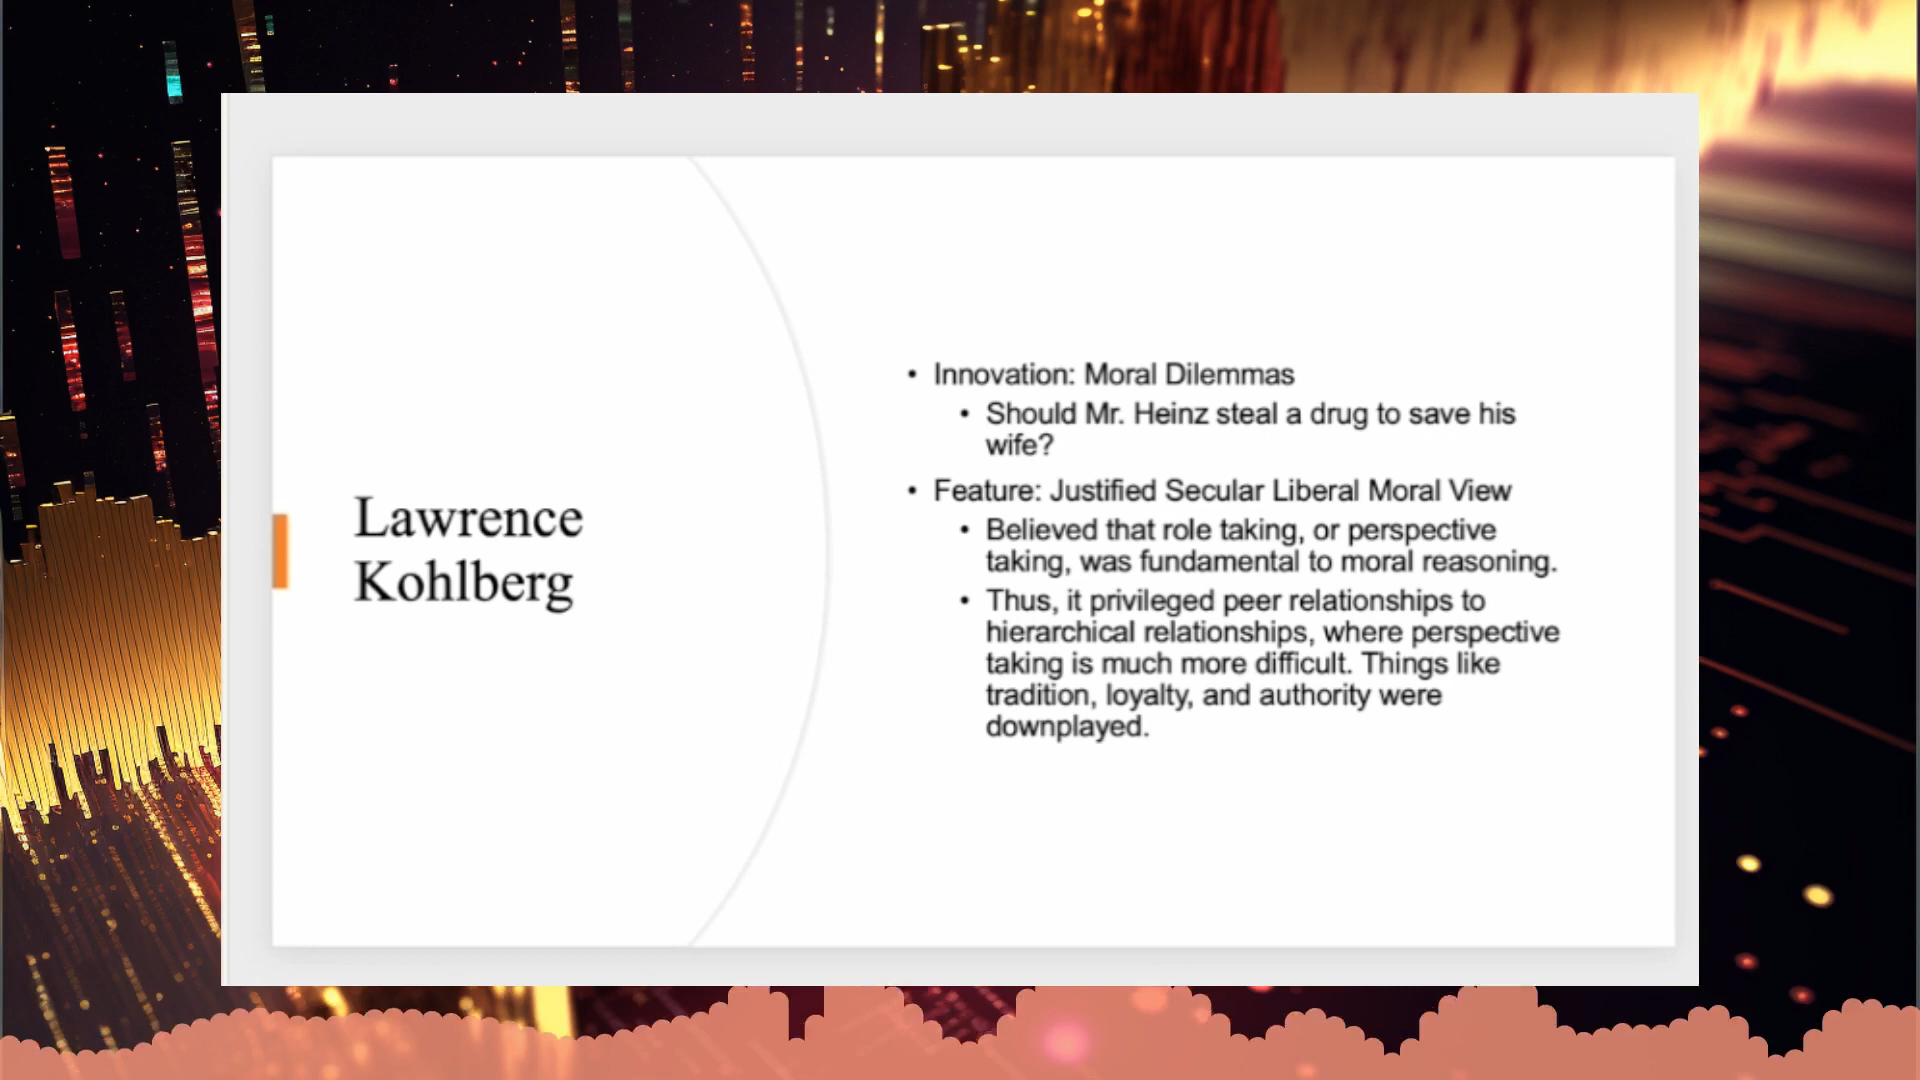 Lawrence
Kohlberg
• Innovation: Moral Dilemmas
• Should Mr. Heinz steal a drug to save his
wife?
• Feature: Justified Secular Liberal Moral View
• Believed that role taking, or perspective
taking, was fundamental to moral reasoning.
• Thus, it privileged peer relationships to
hierarchical relationships, where perspective
taking is much more difficult. Things like
tradition, loyalty, and authority were
downplayed.